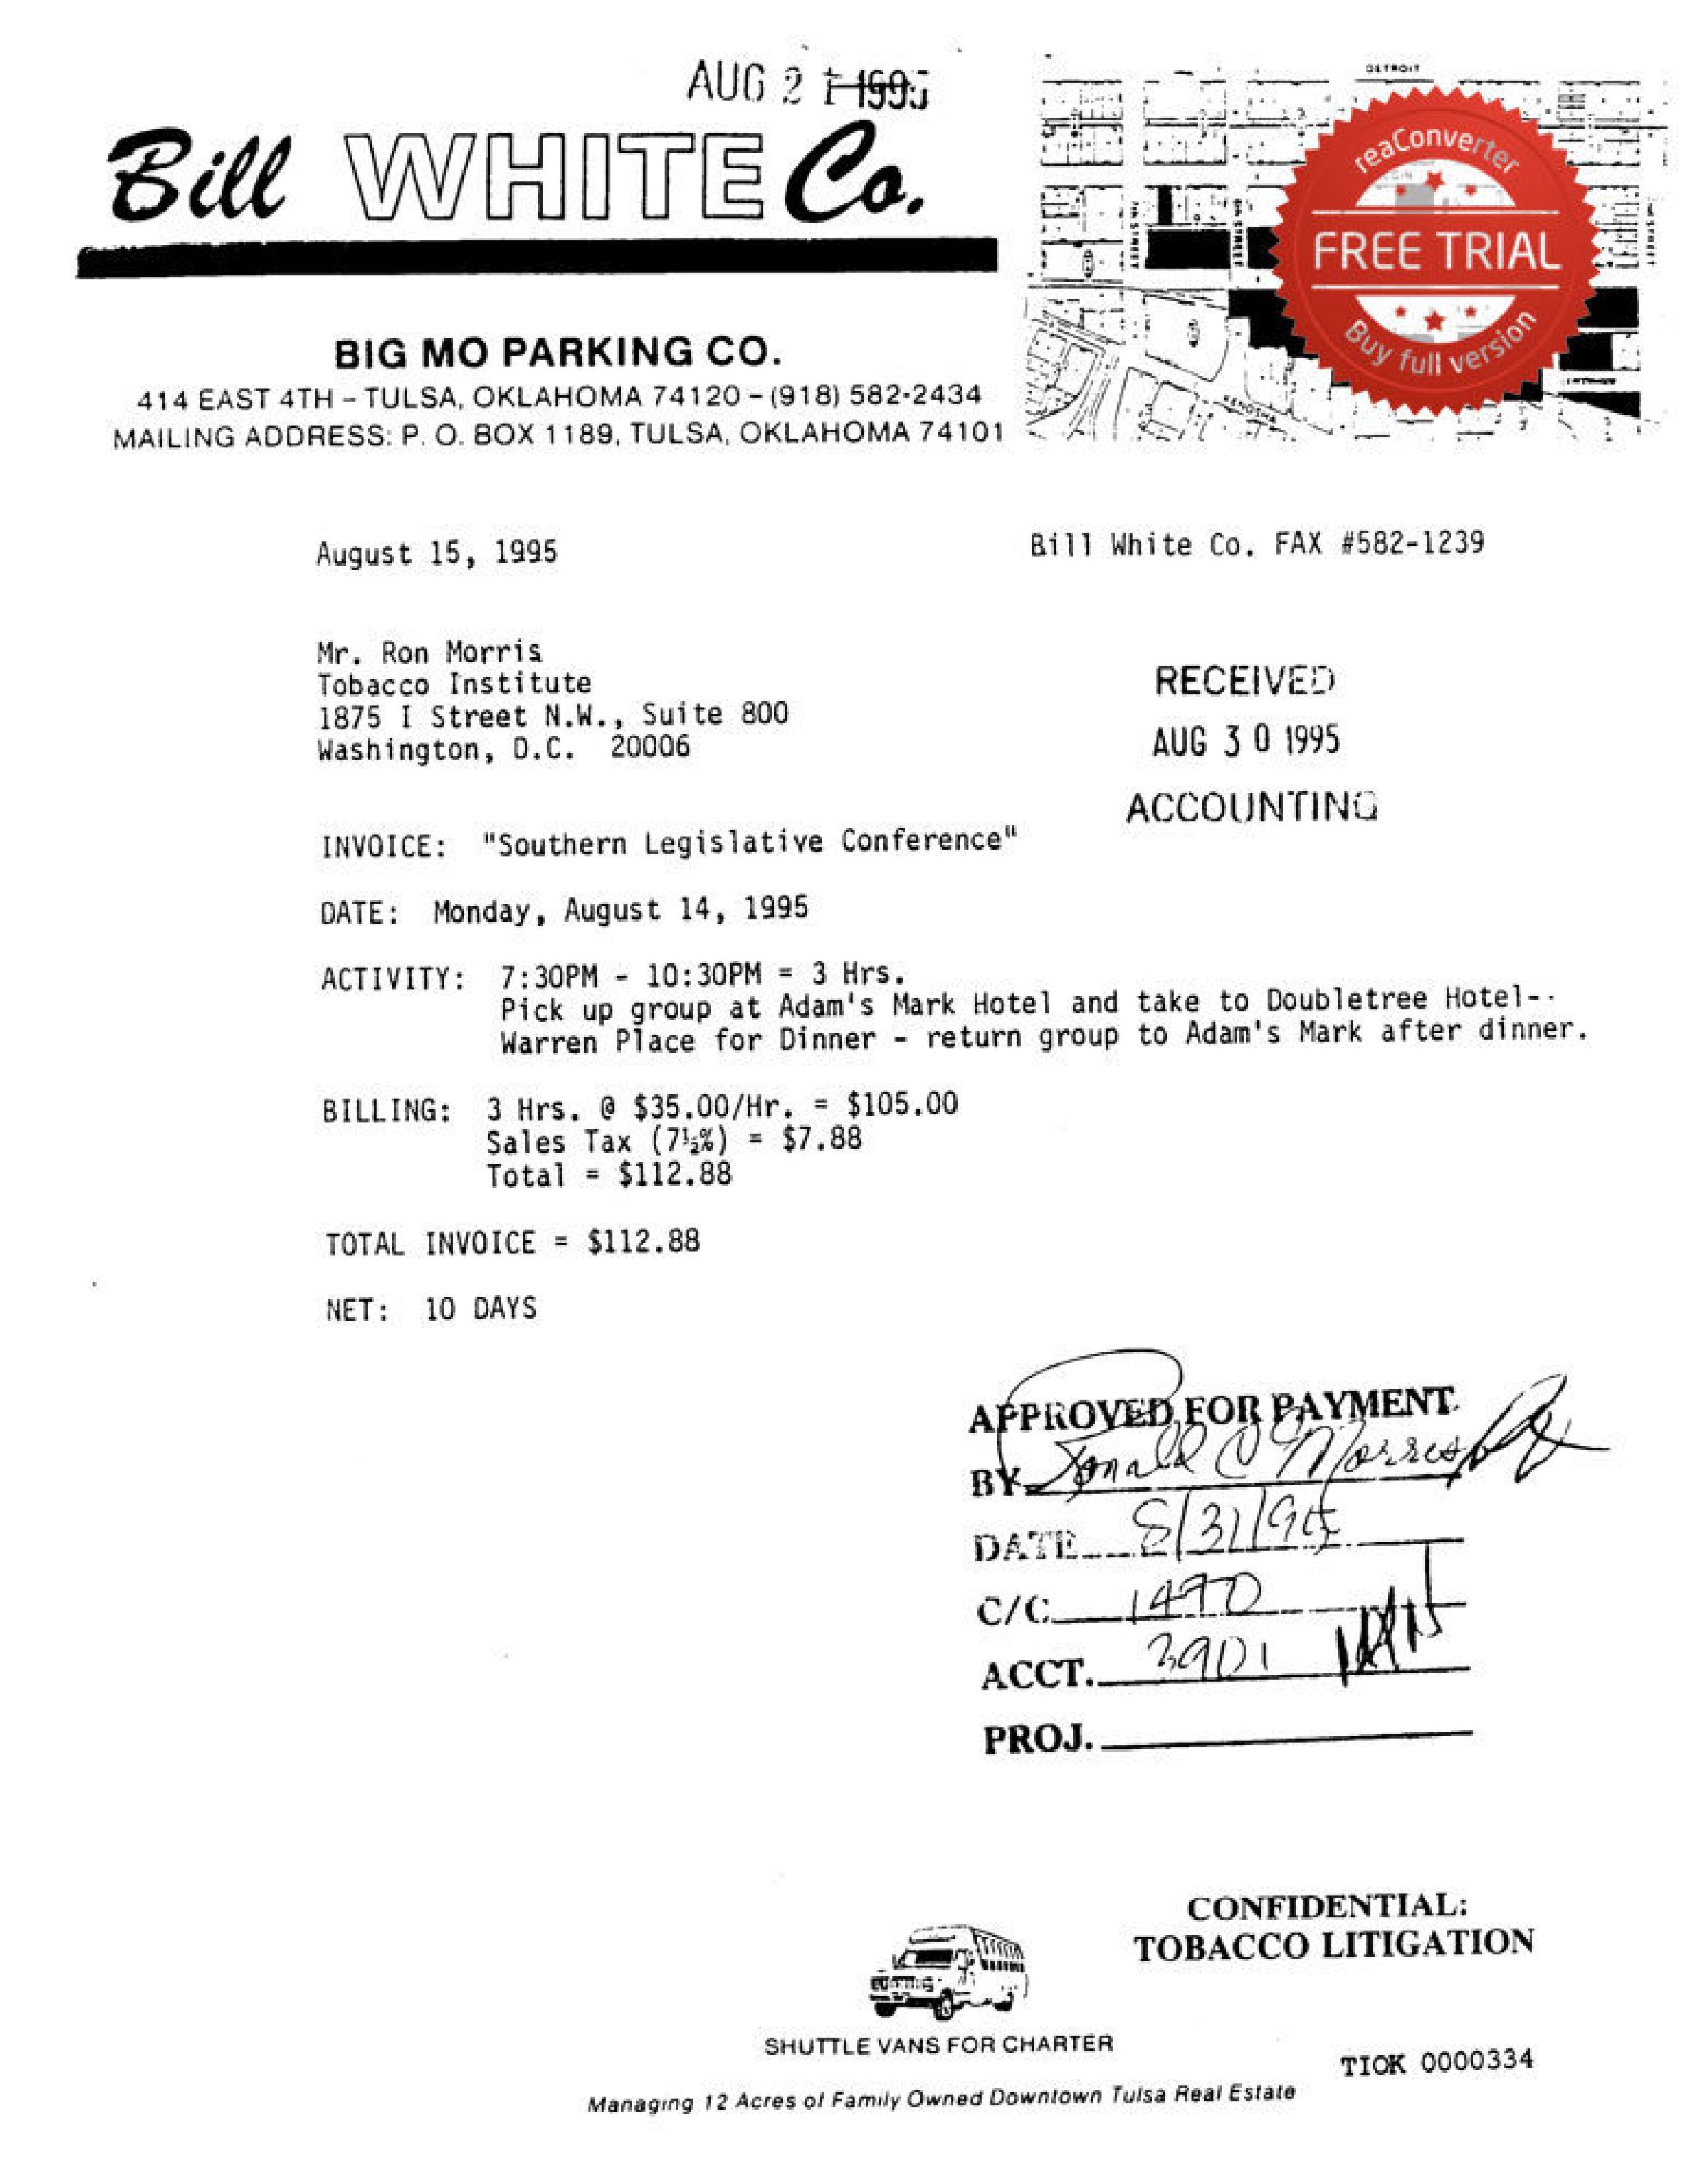 AUG 2 1 1995
Bill WHITE Co.
DETROIT
reaConverter
FREE TRIAL
Buy full version
BIG MO PARKING CO.
414 EAST 4TH - TULSA, OKLAHOMA 74120 - (918) 582-2434
MAILING ADDRESS: P. O. BOX 1189, TULSA, OKLAHOMA 74101
KENOSHA
August 15, 1995
Bill White Co. FAX #582-1239
Mr. Ron Morris
Tobacco Institute
1875 I Street N.W., Suite 800
Washington, D.C. 20006
RECEIVED
AUG 3 0 1995
ACCOUNTING
INVOICE: "Southern Legislative Conference"
DATE: Monday, August 14, 1995
ACTIVITY: 7:30PM - 10:30PM = 3 Hrs.
Pick up group at Adam's Mark Hotel and take to Doubletree Hotel--
Warren Place for Dinner - return group to Adam's Mark after dinner.
BILLING: 3 Hrs. @ $35.00/Hr. = $105.00
Sales Tax (7½%) = $7.88
Total = $112.88
TOTAL INVOICE = $112.88
NET: 10 DAYS
APPROVED FOR PAYMENT
BY Ronald C Morris
DATE 8/31/95
C/C 1470
ACCT. 3901
PROJ.
CONFIDENTIAL:
TOBACCO LITIGATION
SHUTTLE VANS FOR CHARTER
TIOK 0000334
Managing 12 Acres of Family Owned Downtown Tulsa Real Estate